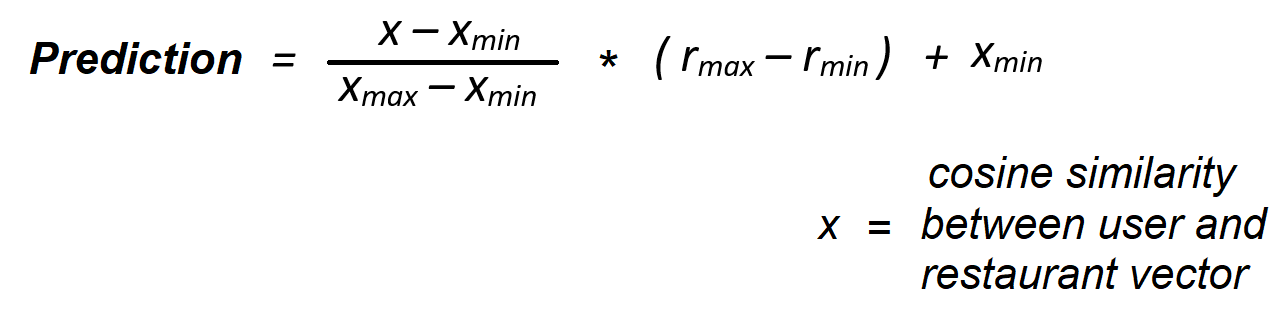 Prediction = x – x_min / x_max – x_min * ( r_max – r_min ) + x_min
cosine similarity
x = between user and
restaurant vector